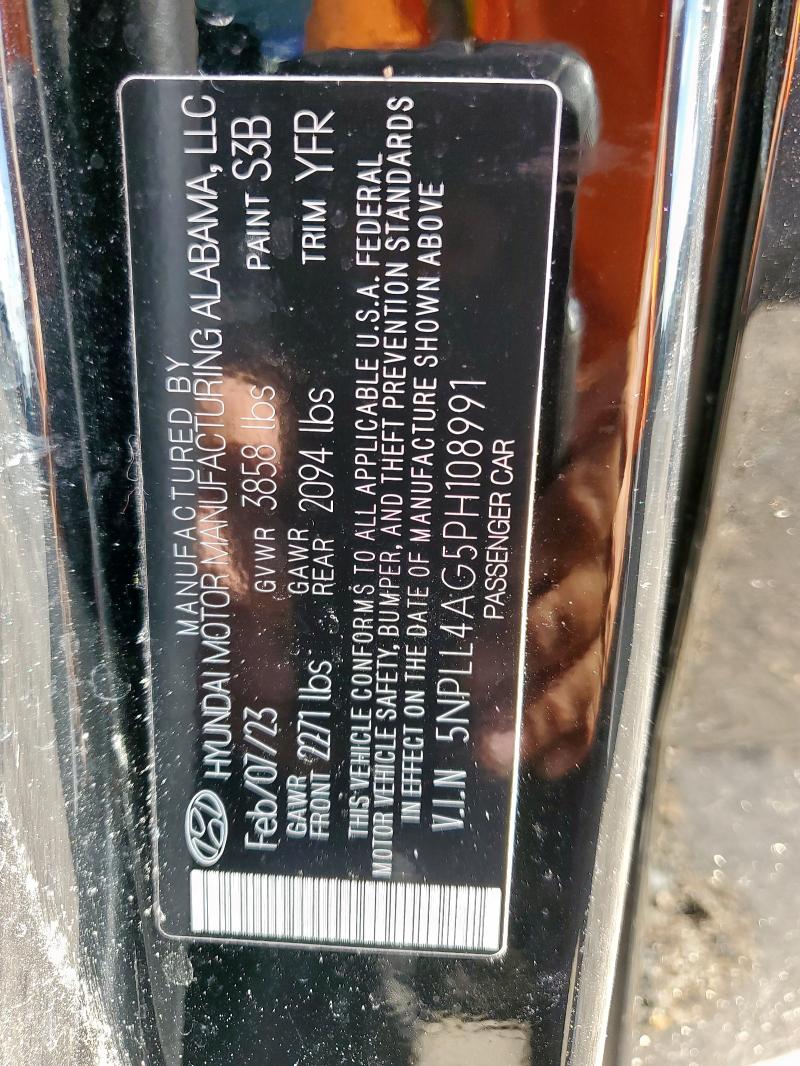 MANUFACTURED BY
HYUNDAI MOTOR MANUFACTURING ALABAMA, LLC
Feb/07/23 GVWR 3858 lbs PAINT S3B
GAWR GAWR
FRONT 2271 lbs REAR 2094 lbs TRIM YFR
THIS VEHICLE CONFORMS TO ALL APPLICABLE U.S.A. FEDERAL
MOTOR VEHICLE SAFETY, BUMPER, AND THEFT PREVENTION STANDARDS
IN EFFECT ON THE DATE OF MANUFACTURE SHOWN ABOVE
V.I.N 5NPLL4AG5PH108991
PASSENGER CAR